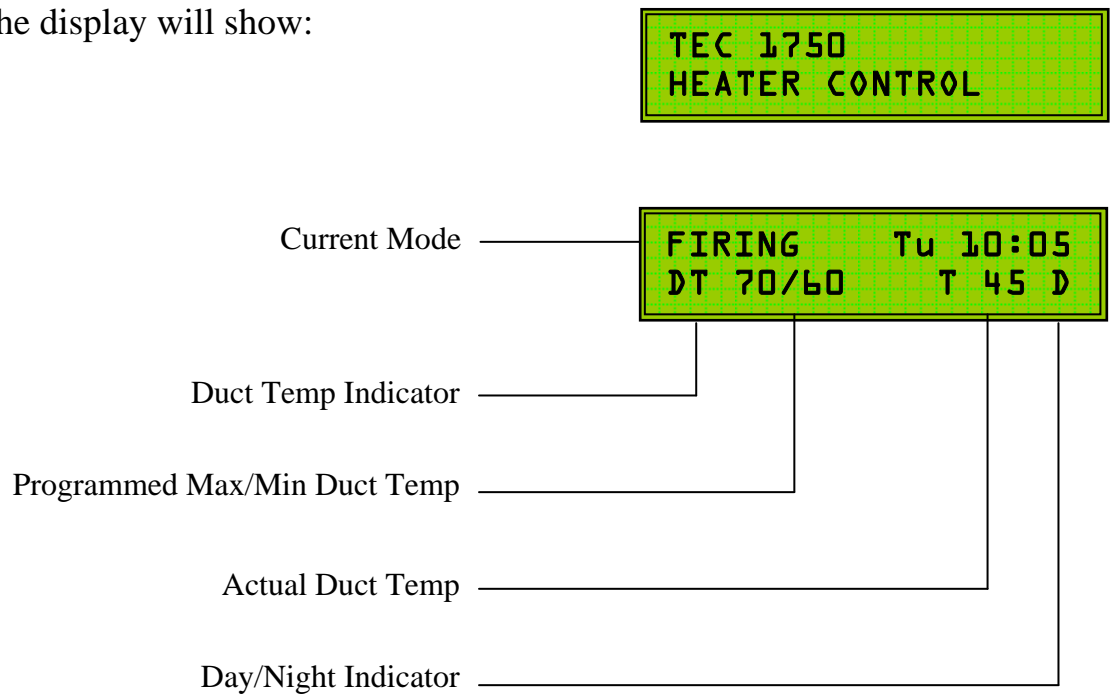 he display will show:
TEC 1750
HEATER CONTROL
Current Mode
FIRING Tu 10:05
DT 70/60 T 45 D
Duct Temp Indicator
Programmed Max/Min Duct Temp
Actual Duct Temp
Day/Night Indicator